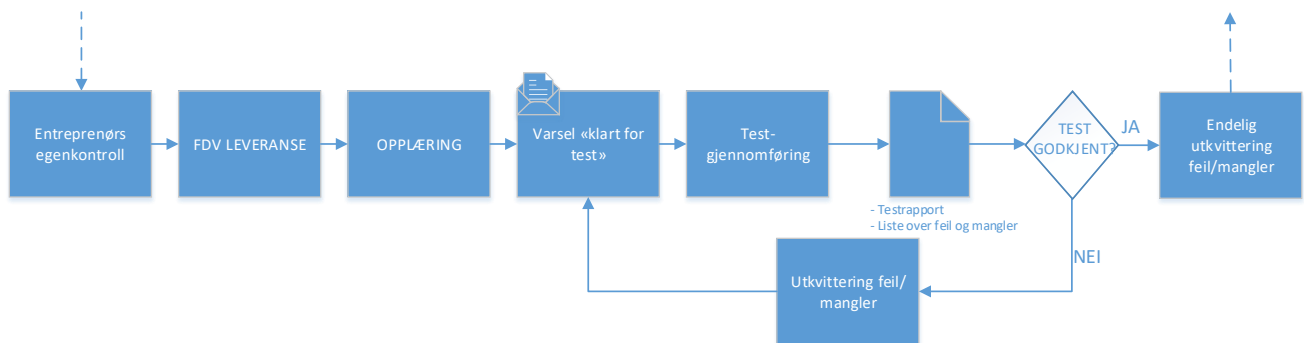 Entreprenørs
egenkontroll
FDV LEVERANSE
OPPLÆRING
Varsel «klart for
test»
Test-
gjennomføring
- Testrapport
- Liste over feil og mangler
TEST
GODKJENT?
JA
Endelig
utkvittering
feil/mangler
NEI
Utkvittering feil/
mangler